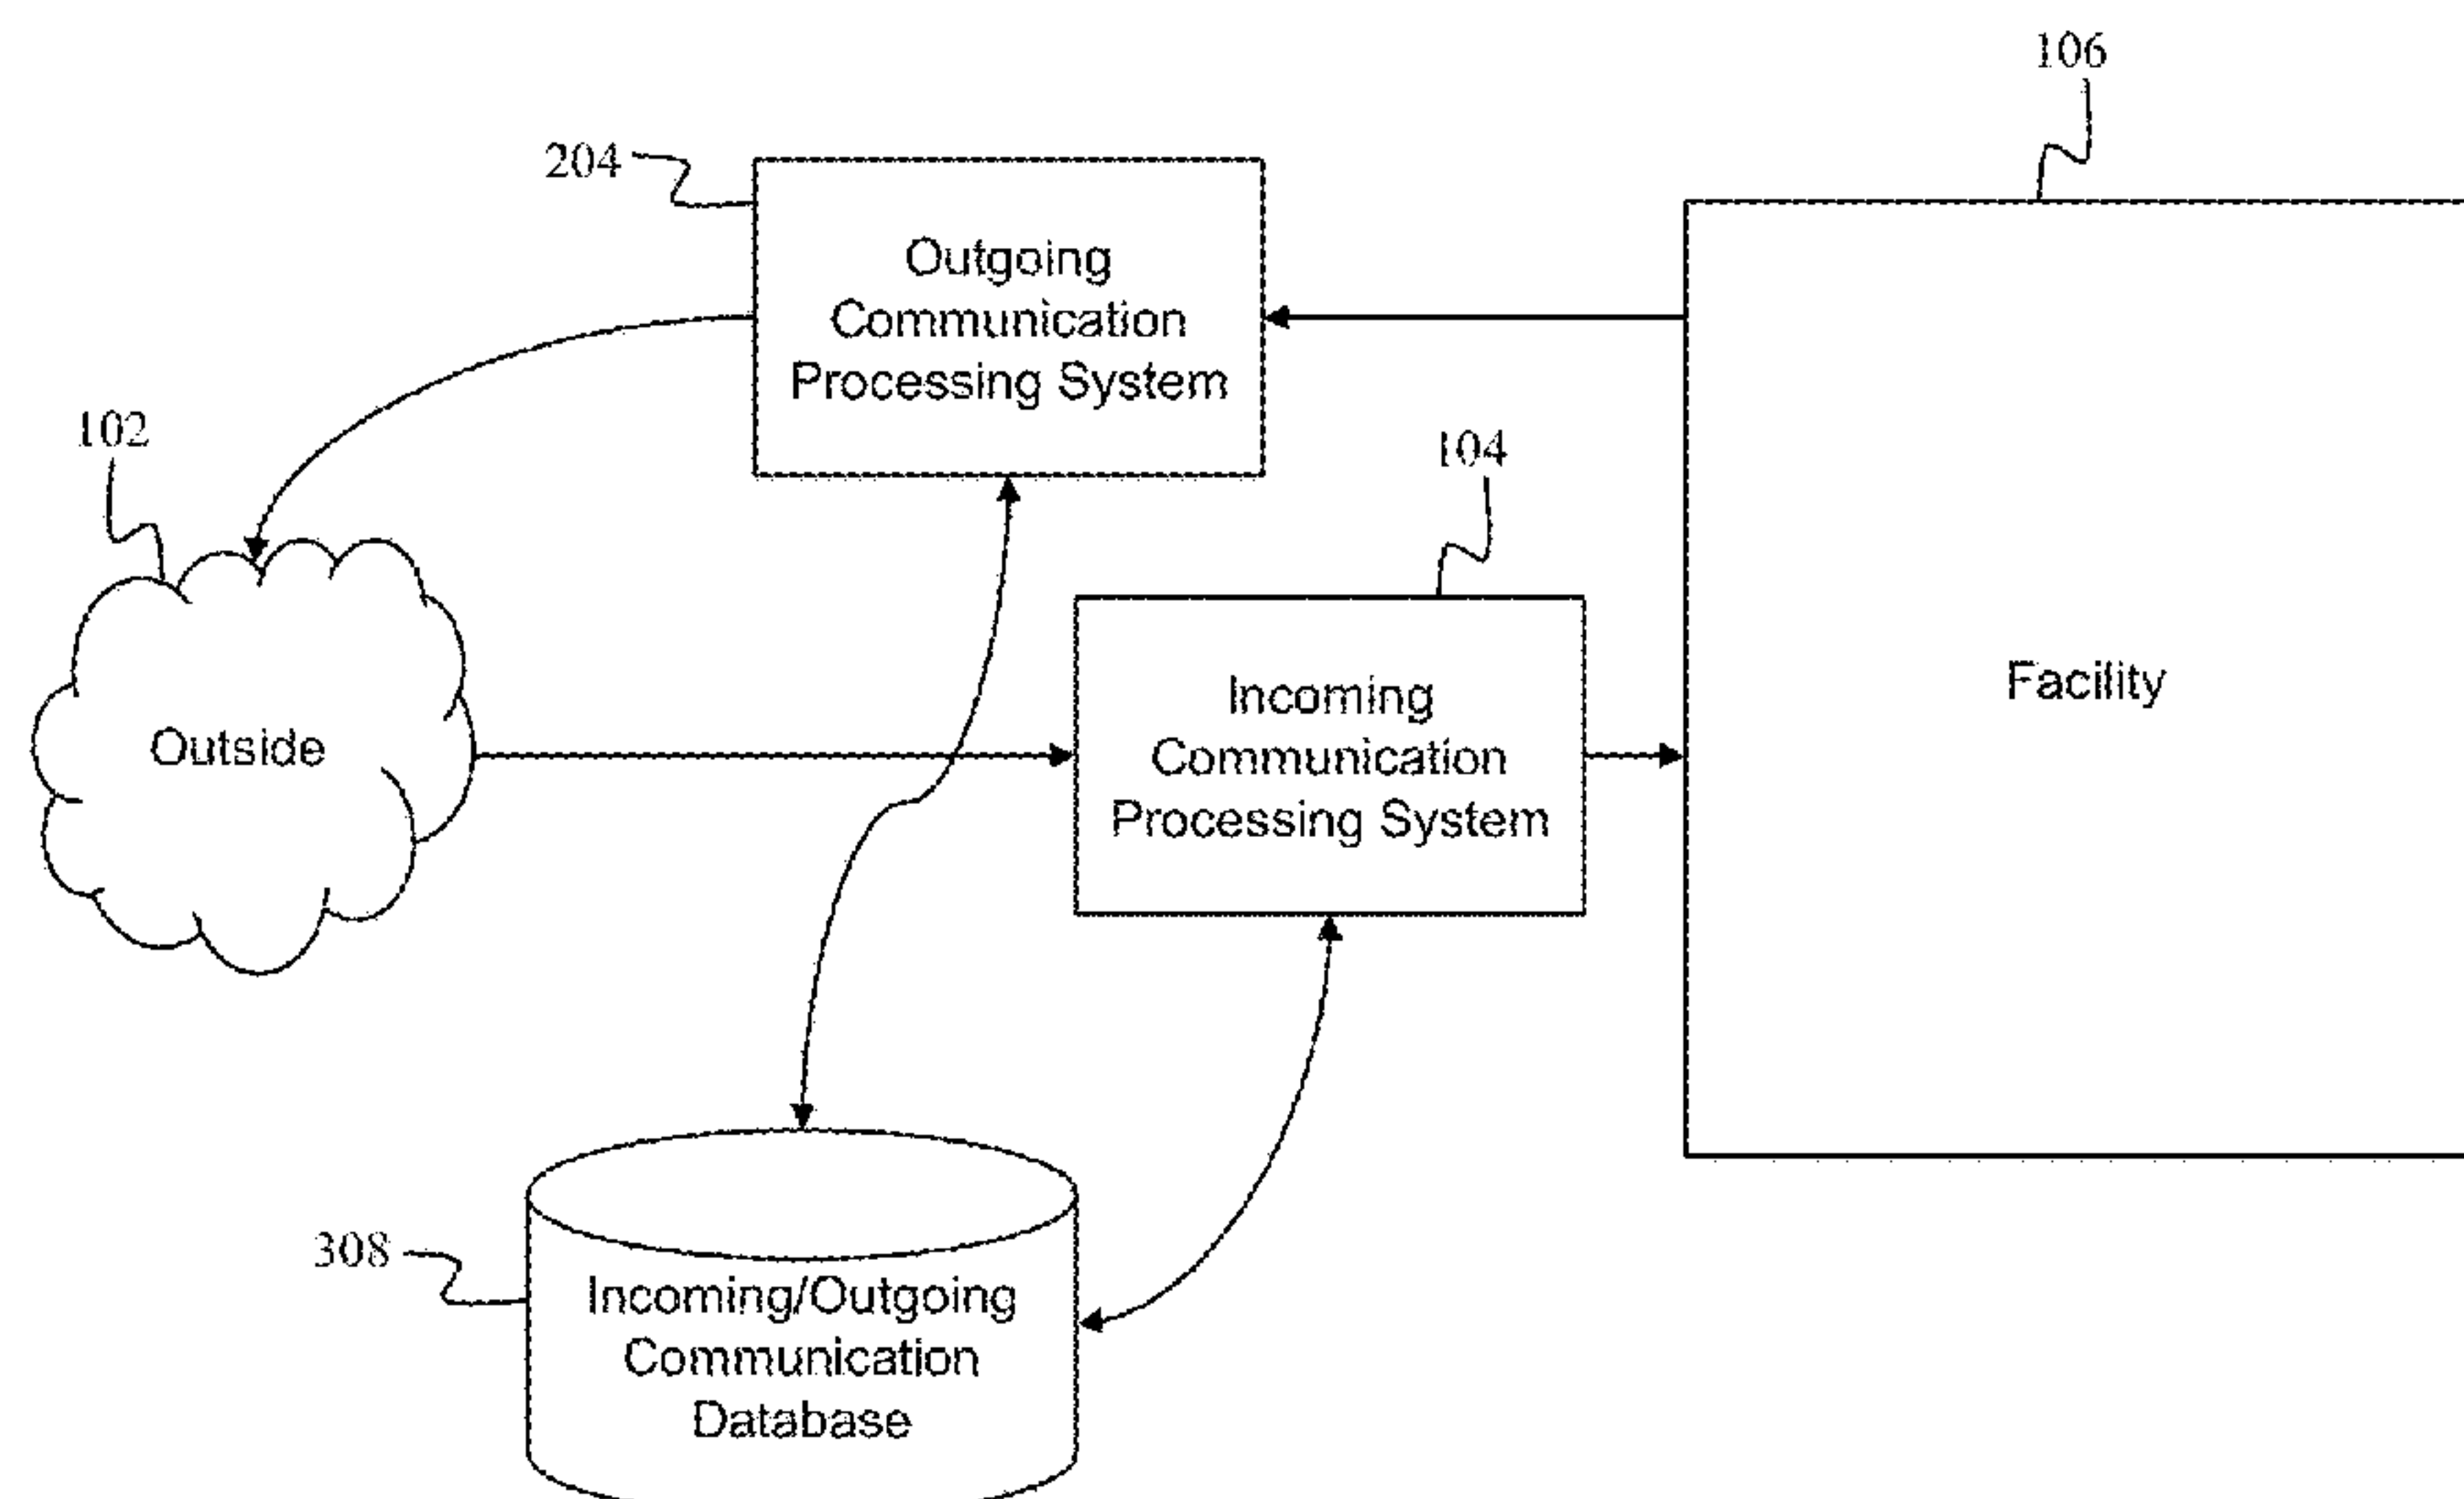 106
204
Outgoing
Communication
Processing System
102
104
Outside
Incoming
Communication
Processing System
Facility
308
Incoming/Outgoing
Communication
Database